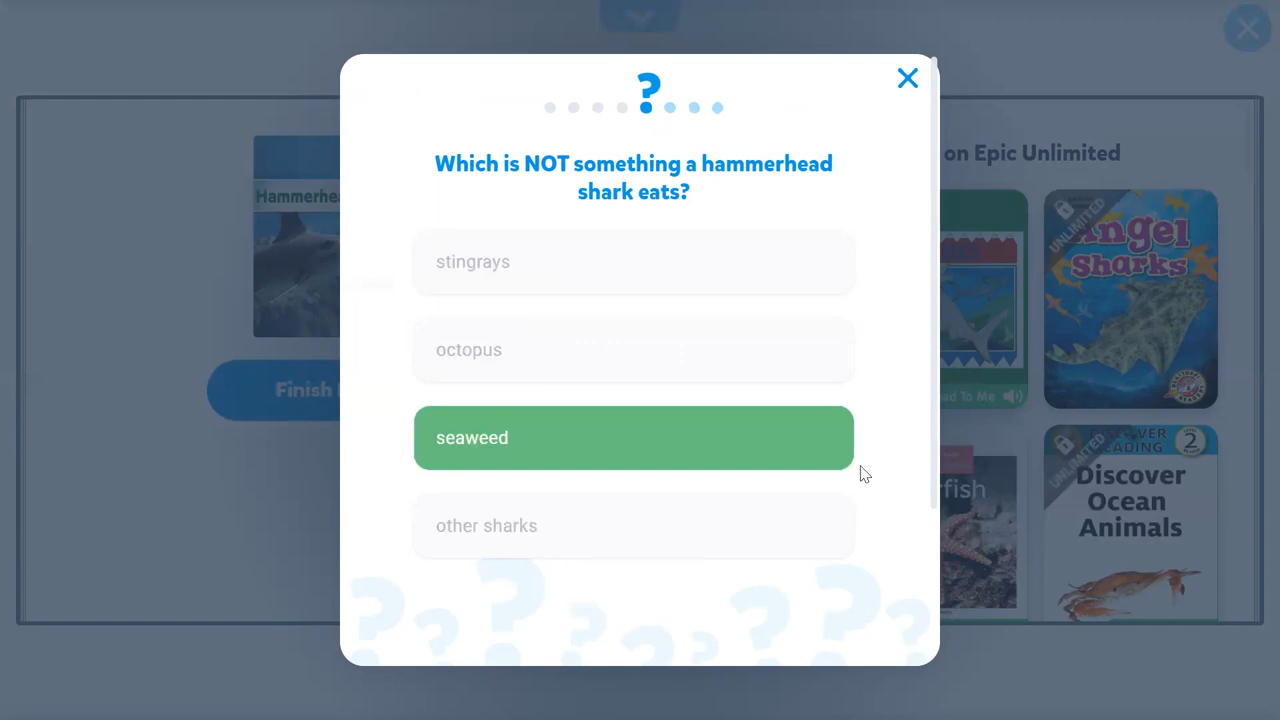 ?
Which is NOT something a hammerhead
shark eats?
stingrays
octopus
seaweed
other sharks
Finish
on Epic Unlimited
UNLIMITED
Angel
Sharks
UNLIMITED
DISCOVER
READING
2
Discover
Ocean
Animals